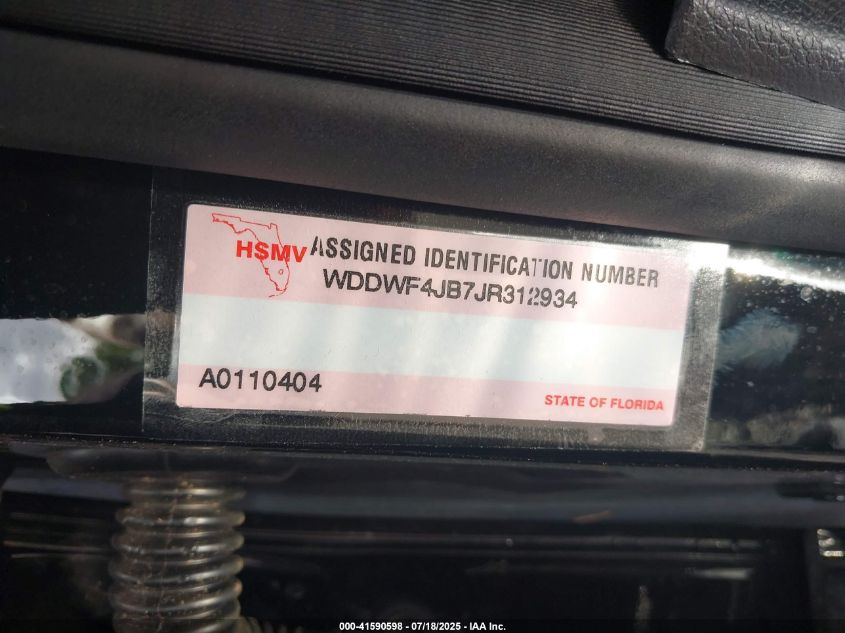 HSMV ASSIGNED IDENTIFICATION NUMBER
WDDWF4JB7JR312934
A0110404
STATE OF FLORIDA
000-41590598 - 07/18/2025 - IAA Inc.